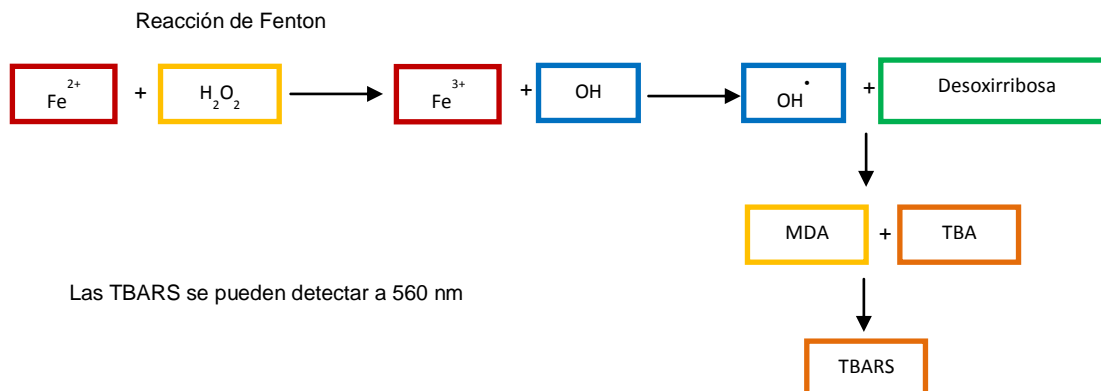 Reacción de Fenton
Fe²⁺ + H₂O₂ Fe³⁺ + OH OH• + Desoxirribosa
MDA + TBA
Las TBARS se pueden detectar a 560 nm
TBARS